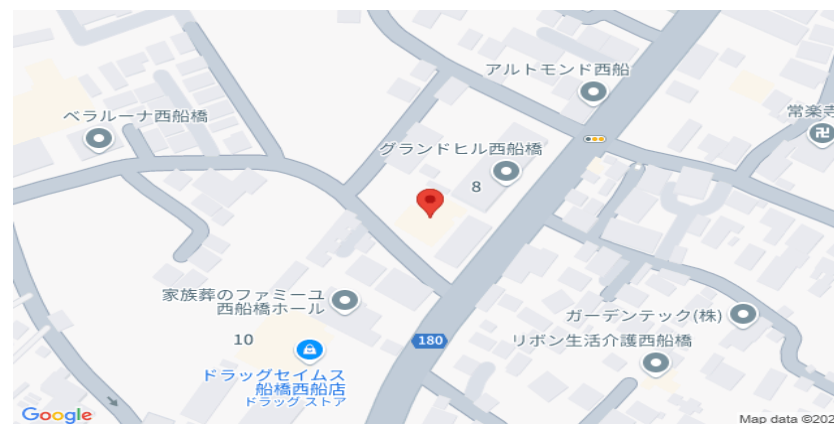 アルトモンド西船
常楽寺
ベラルーナ西船橋
グランドヒル西船橋
8
家族葬のファミーユ
西船橋ホール
ガーデンテック(株)
180
リボン生活介護西船橋
10
ドラッグセイムス
船橋西船店
ドラッグ ストア
Google
Map data ©202